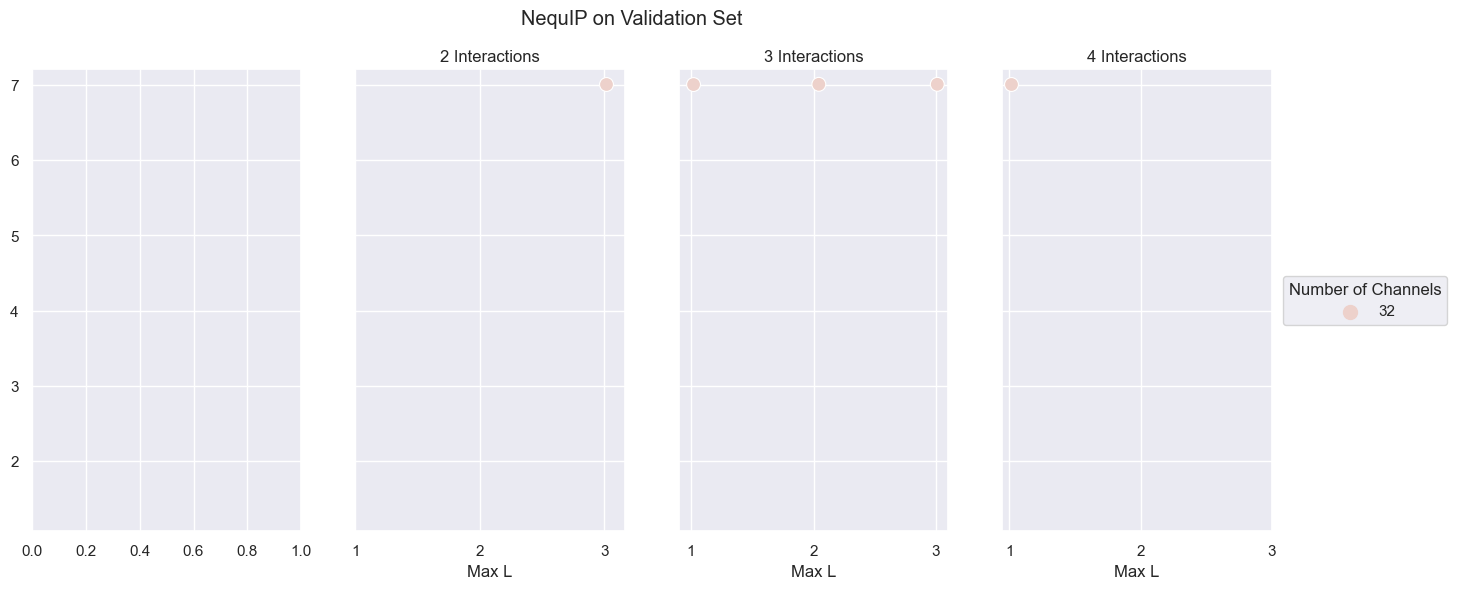 NequIP on Validation Set
2 Interactions
3 Interactions
4 Interactions
7
6
5
4
3
2
0.0 0.2 0.4 0.6 0.8 1.0
1 2 3
1 2 3
1 2 3
Max L
Max L
Max L
Number of Channels
32